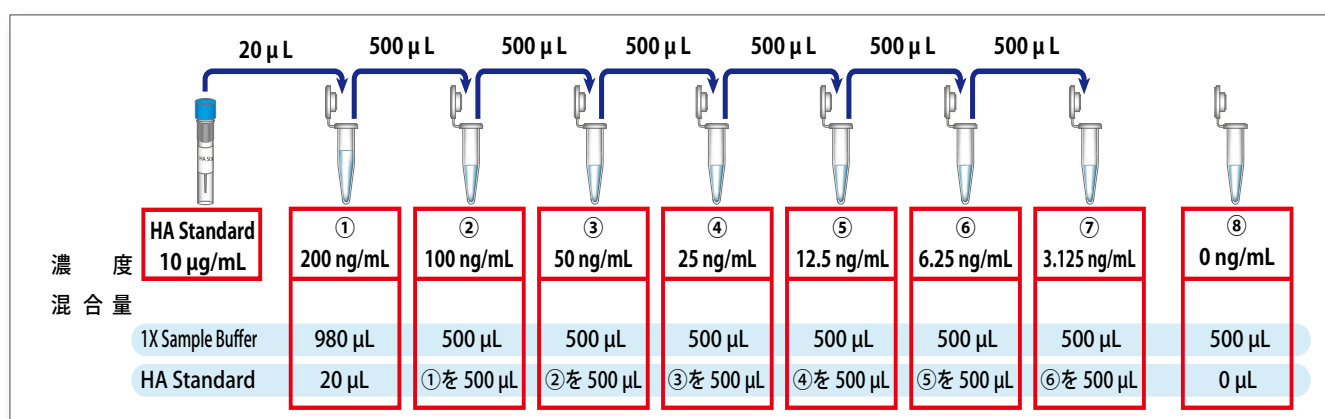 20 μ L 500 μ L 500 μ L 500 μ L 500 μ L 500 μ L 500 μ L
HA Standard
10 μg/mL
① ② ③ ④ ⑤ ⑥ ⑦ ⑧
濃度 200 ng/mL 100 ng/mL 50 ng/mL 25 ng/mL 12.5 ng/mL 6.25 ng/mL 3.125 ng/mL 0 ng/mL
混合量
1X Sample Buffer 980 μL 500 μL 500 μL 500 μL 500 μL 500 μL 500 μL 500 μL
HA Standard 20 μL ①を 500 μL ②を 500 μL ③を 500 μL ④を 500 μL ⑤を 500 μL ⑥を 500 μL 0 μL